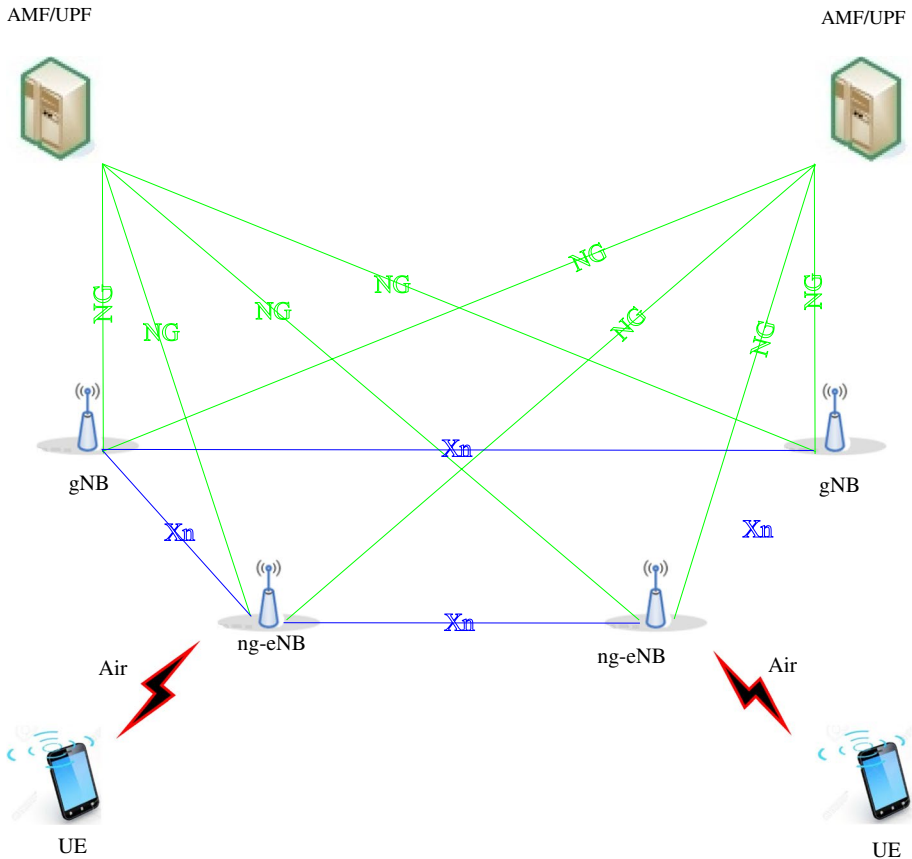 AMF/UPF
AMF/UPF
NG
NG
NG
NG
NG
NG
NG
NG
Xn
gNB
gNB
Xn
Xn
Xn
ng-eNB
ng-eNB
Air
Air
UE
UE